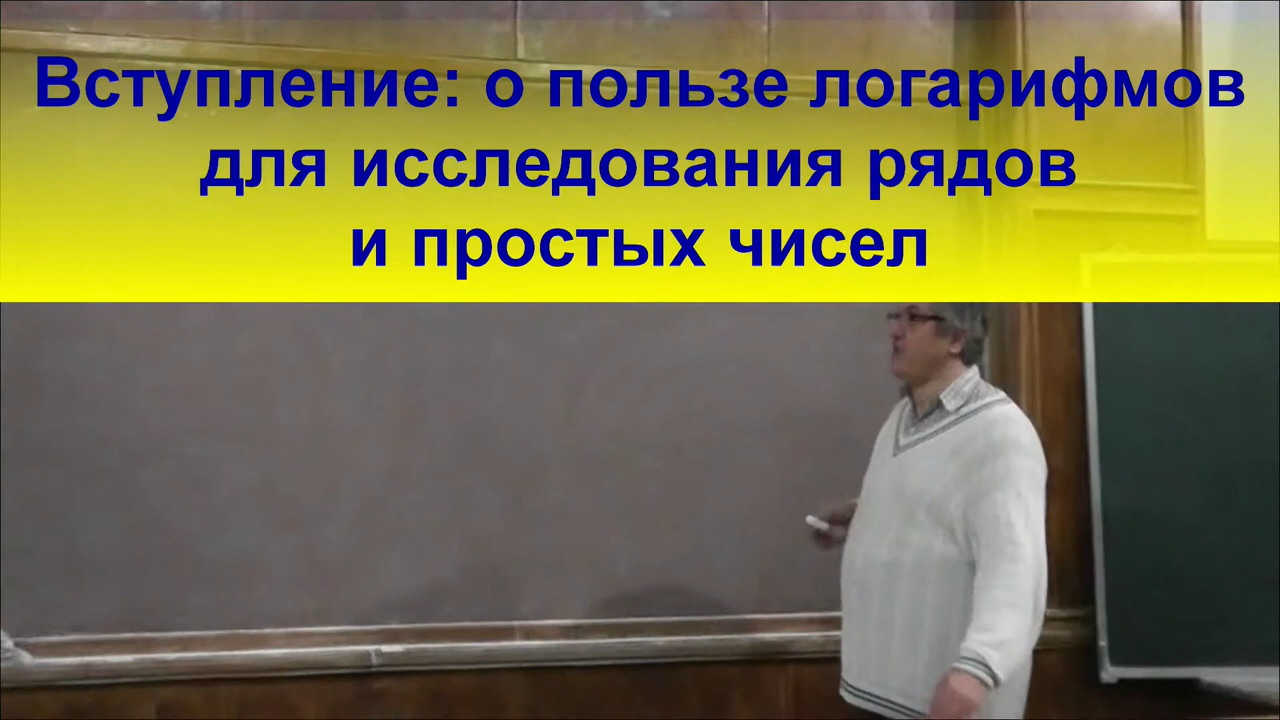 Вступление: о пользе логарифмов
для исследования рядов
и простых чисел